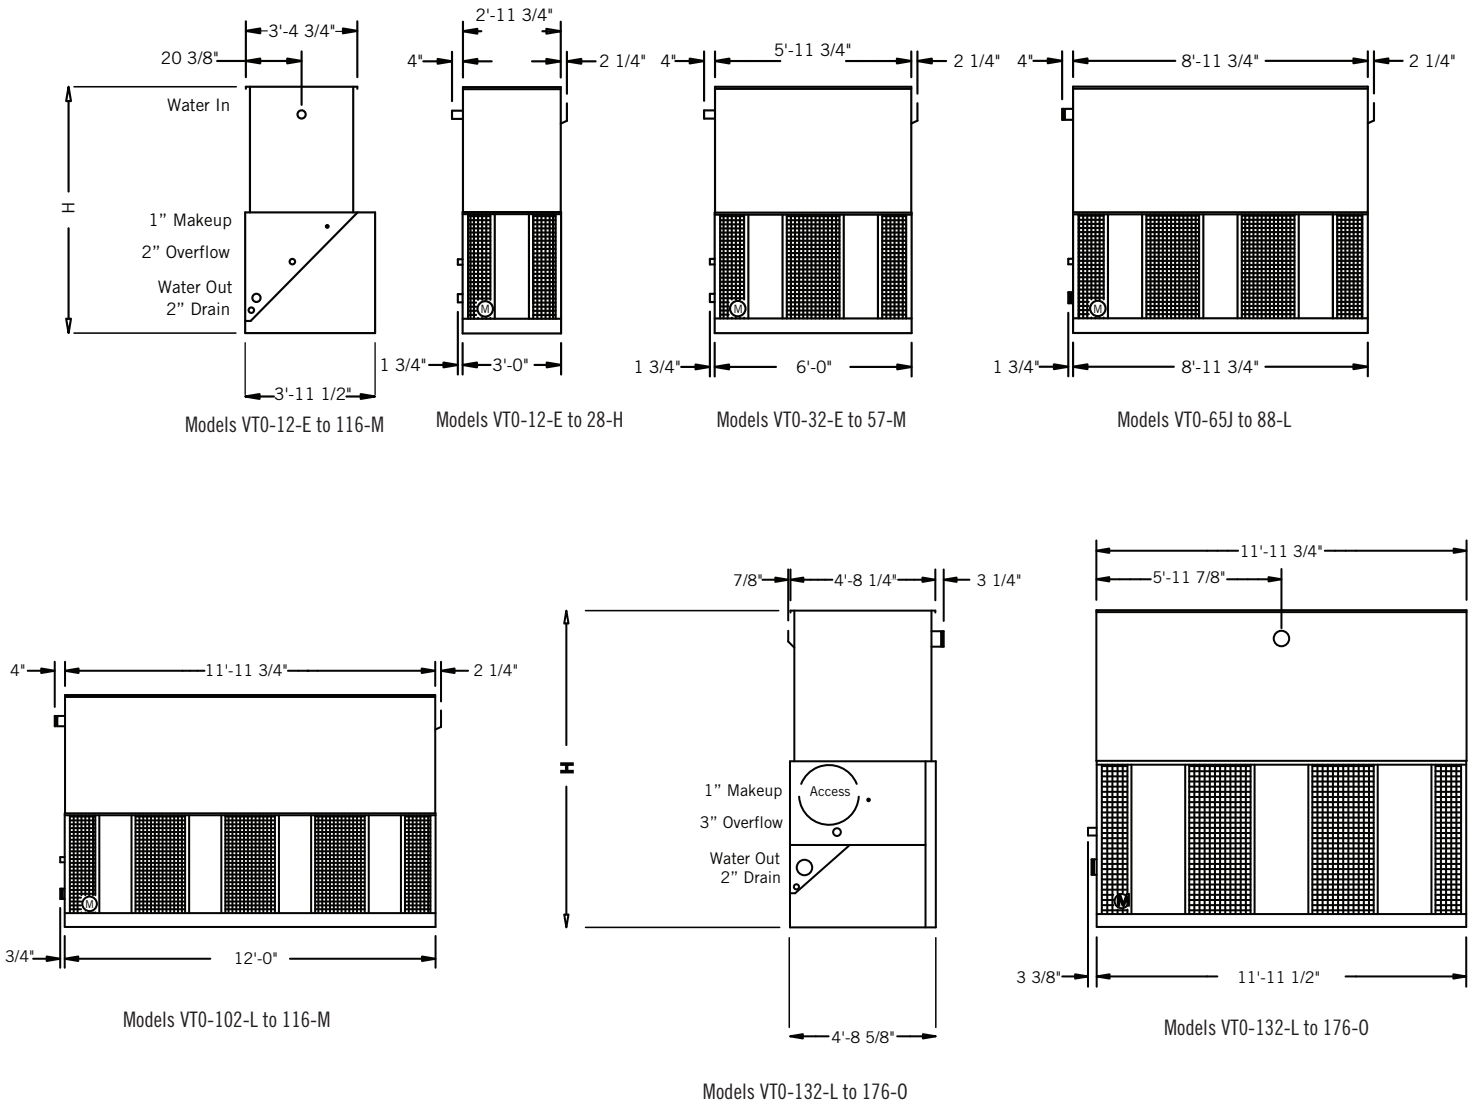 3'-4 3/4"
20 3/8"
Water In
H
1” Makeup
2” Overflow
Water Out
2” Drain
3'-11 1/2"
Models VT0-12-E to 116-M
2'-11 3/4"
4"
2 1/4"
M
1 3/4"
3'-0"
Models VT0-12-E to 28-H
5'-11 3/4"
4"
2 1/4"
M
1 3/4"
6'-0"
Models VT0-32-E to 57-M
4"
8'-11 3/4"
2 1/4"
M
1 3/4"
8'-11 3/4"
Models VT0-65J to 88-L
4"
11'-11 3/4"
2 1/4"
M
3/4"
12'-0"
Models VT0-102-L to 116-M
7/8"
4'-8 1/4"
3 1/4"
H
1” Makeup
Access
3” Overflow
Water Out
2” Drain
4'-8 5/8"
Models VT0-132-L to 176-O
11'-11 3/4"
5'-11 7/8"
M
3 3/8"
11'-11 1/2"
Models VT0-132-L to 176-O